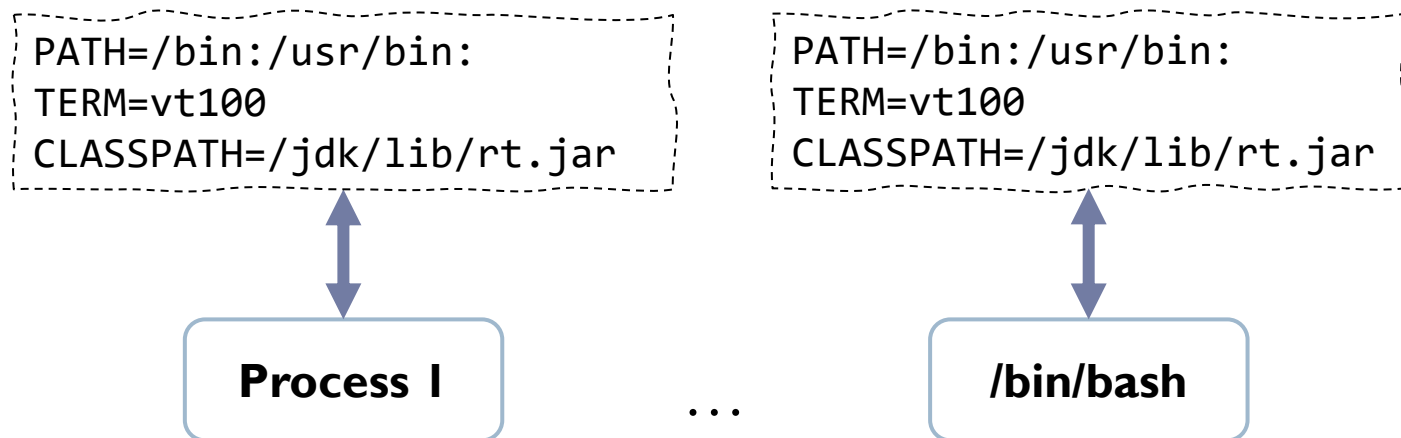 PATH=/bin:/usr/bin:
TERM=vt100
CLASSPATH=/jdk/lib/rt.jar
PATH=/bin:/usr/bin:
TERM=vt100
CLASSPATH=/jdk/lib/rt.jar
Process 1
...
/bin/bash